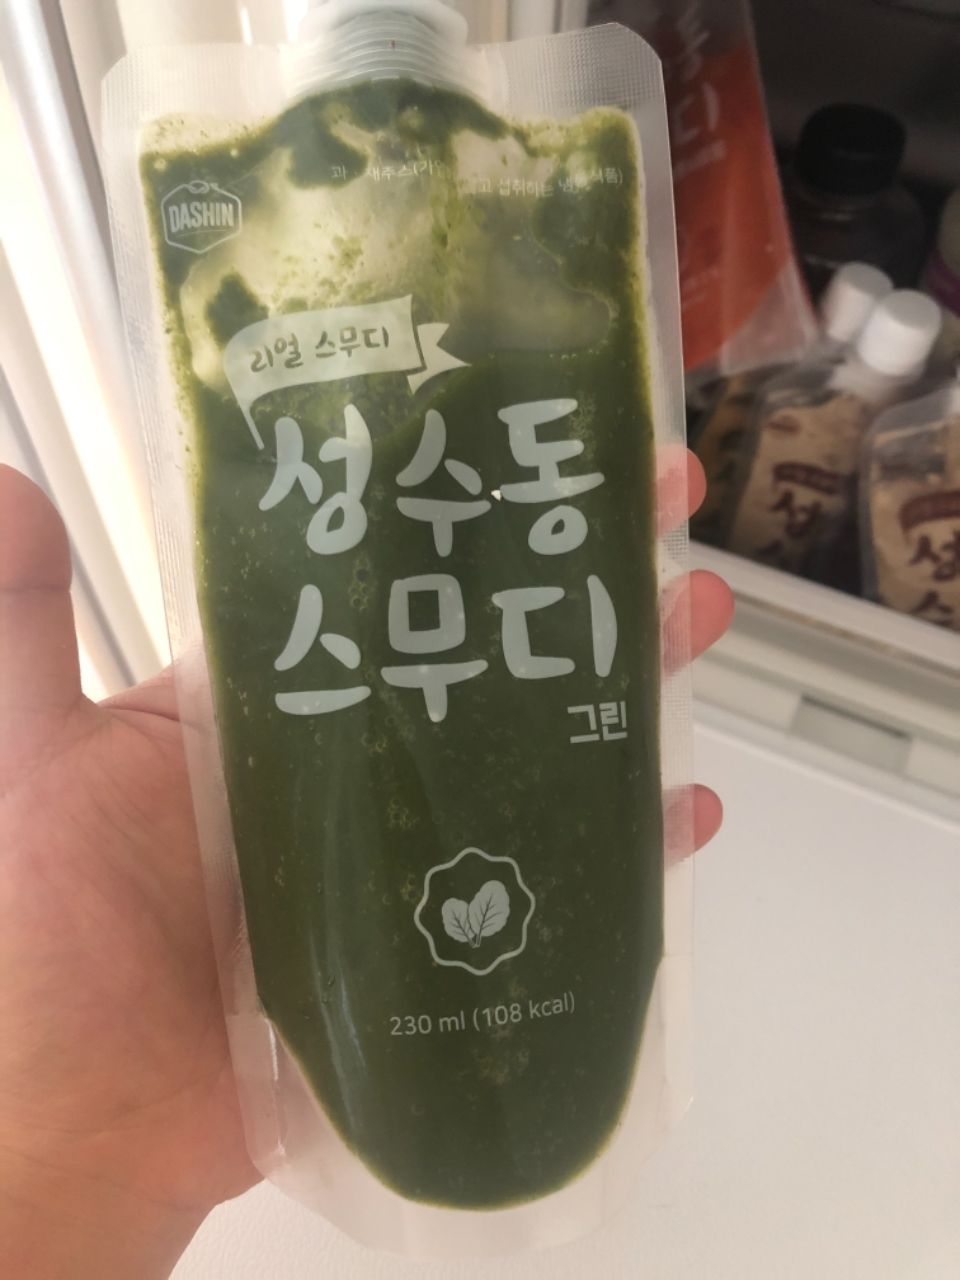 DASHIN
리얼 스무디
성수동
스무디
그린
230 ml (108 kcal)